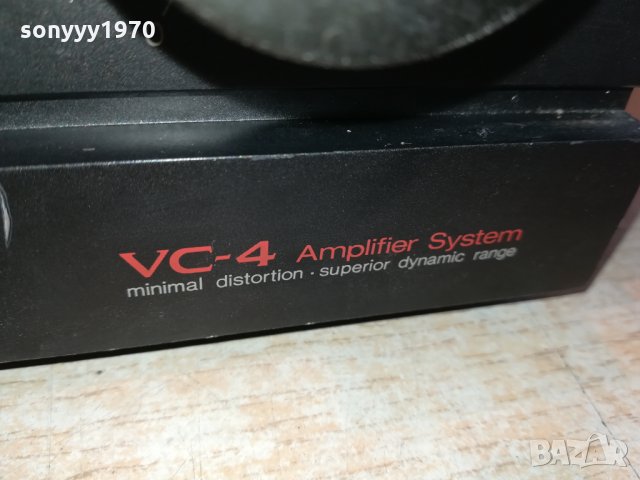 sonyyy1970
VC-4 Amplifier System
minimal distortion · superior dynamic range
BAZAR